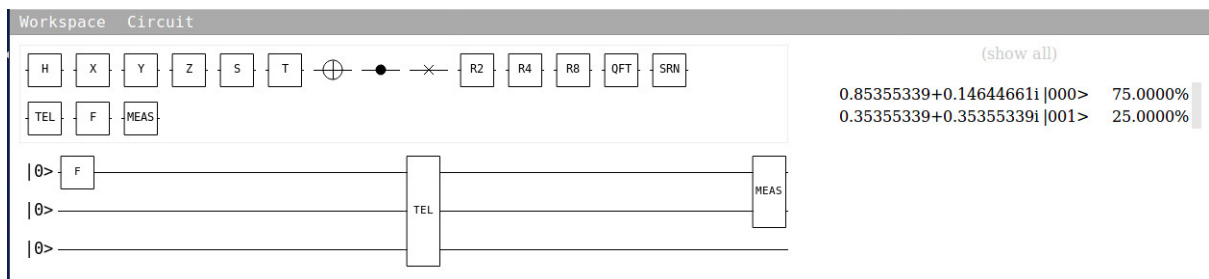 Workspace Circuit
H X Y Z S T R2 R4 R8 QFT SRN
TEL F MEAS
(show all)
0.85355339+0.14644661i |000> 75.0000%
0.35355339+0.35355339i |001> 25.0000%
|0> F
MEAS
|0> TEL
|0>